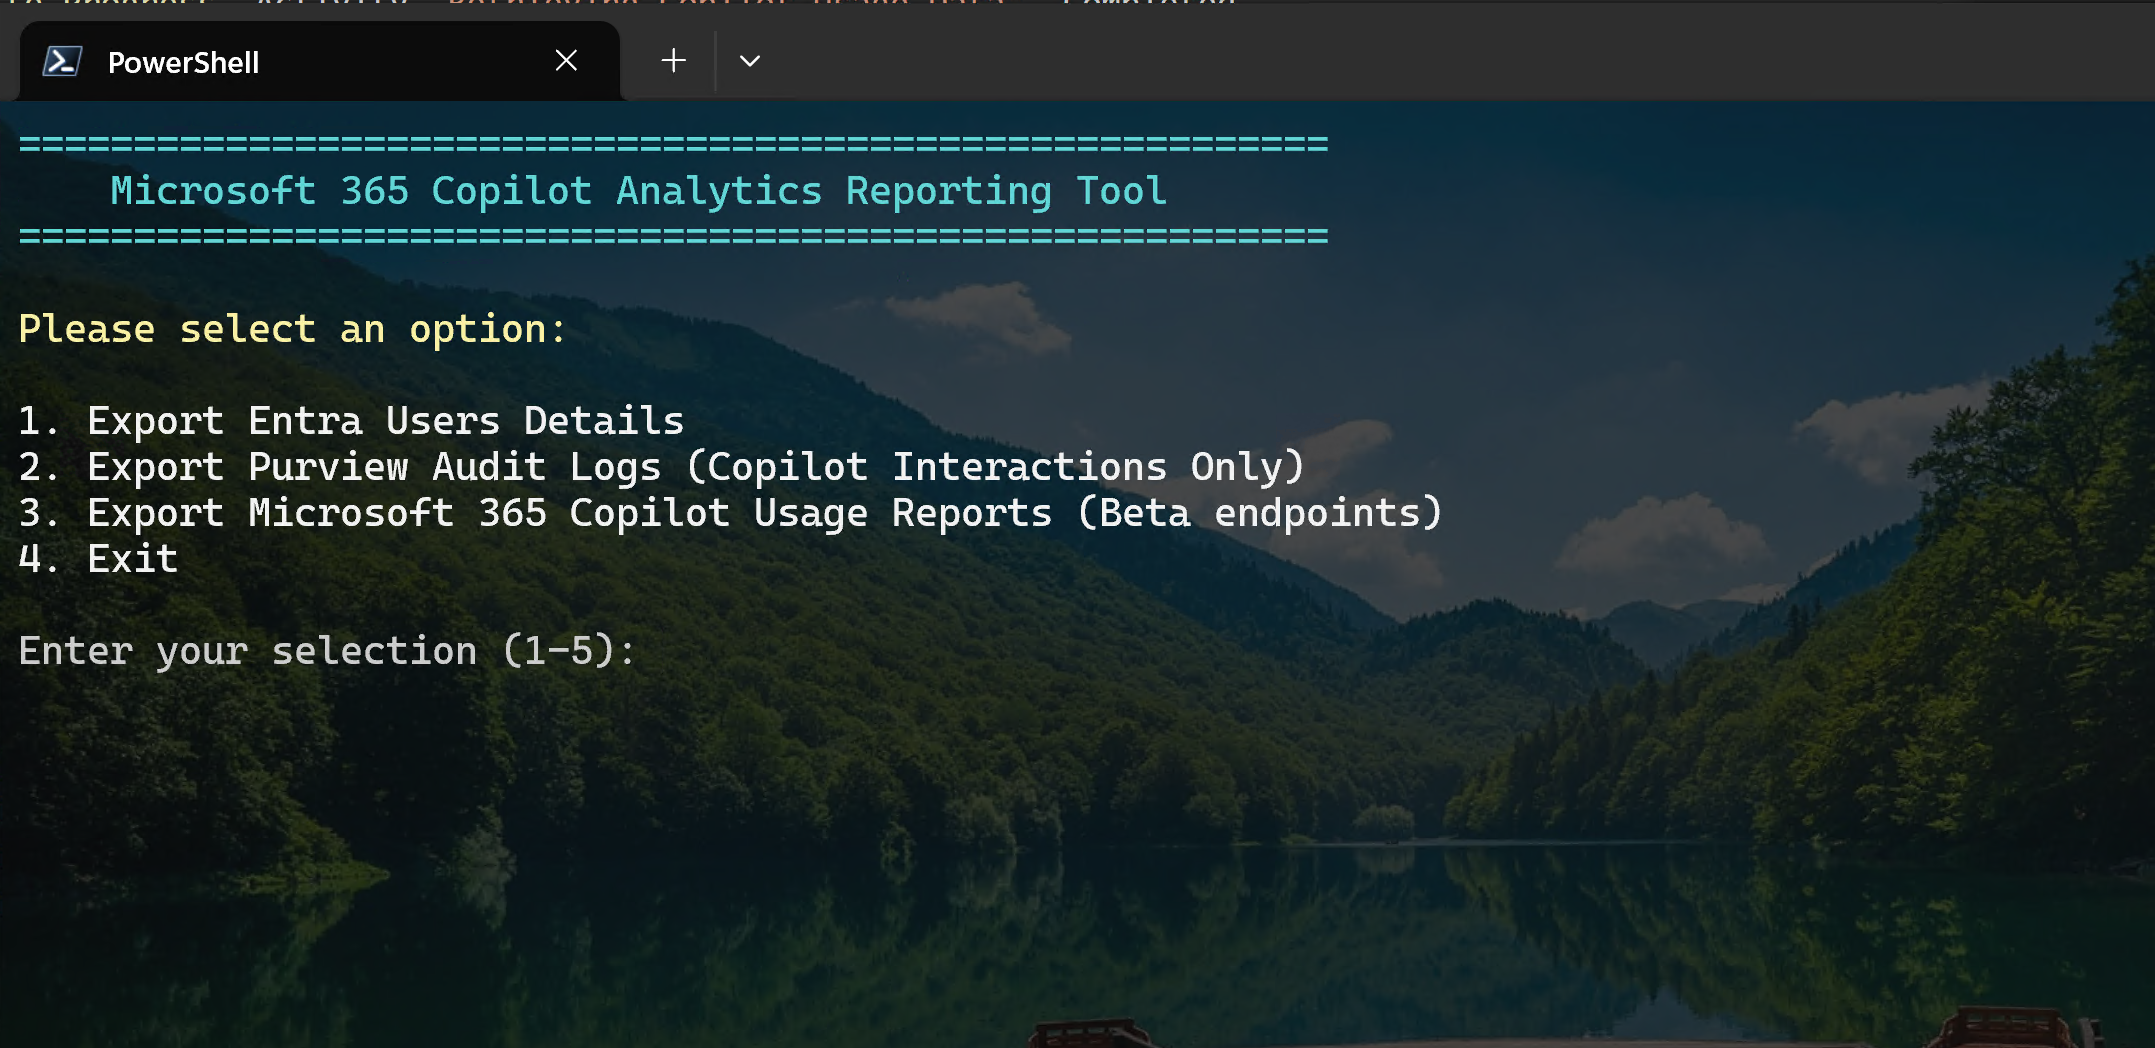 PowerShell
=========================================================
Microsoft 365 Copilot Analytics Reporting Tool
=========================================================
Please select an option:
1. Export Entra Users Details
2. Export Purview Audit Logs (Copilot Interactions Only)
3. Export Microsoft 365 Copilot Usage Reports (Beta endpoints)
4. Exit
Enter your selection (1-5):